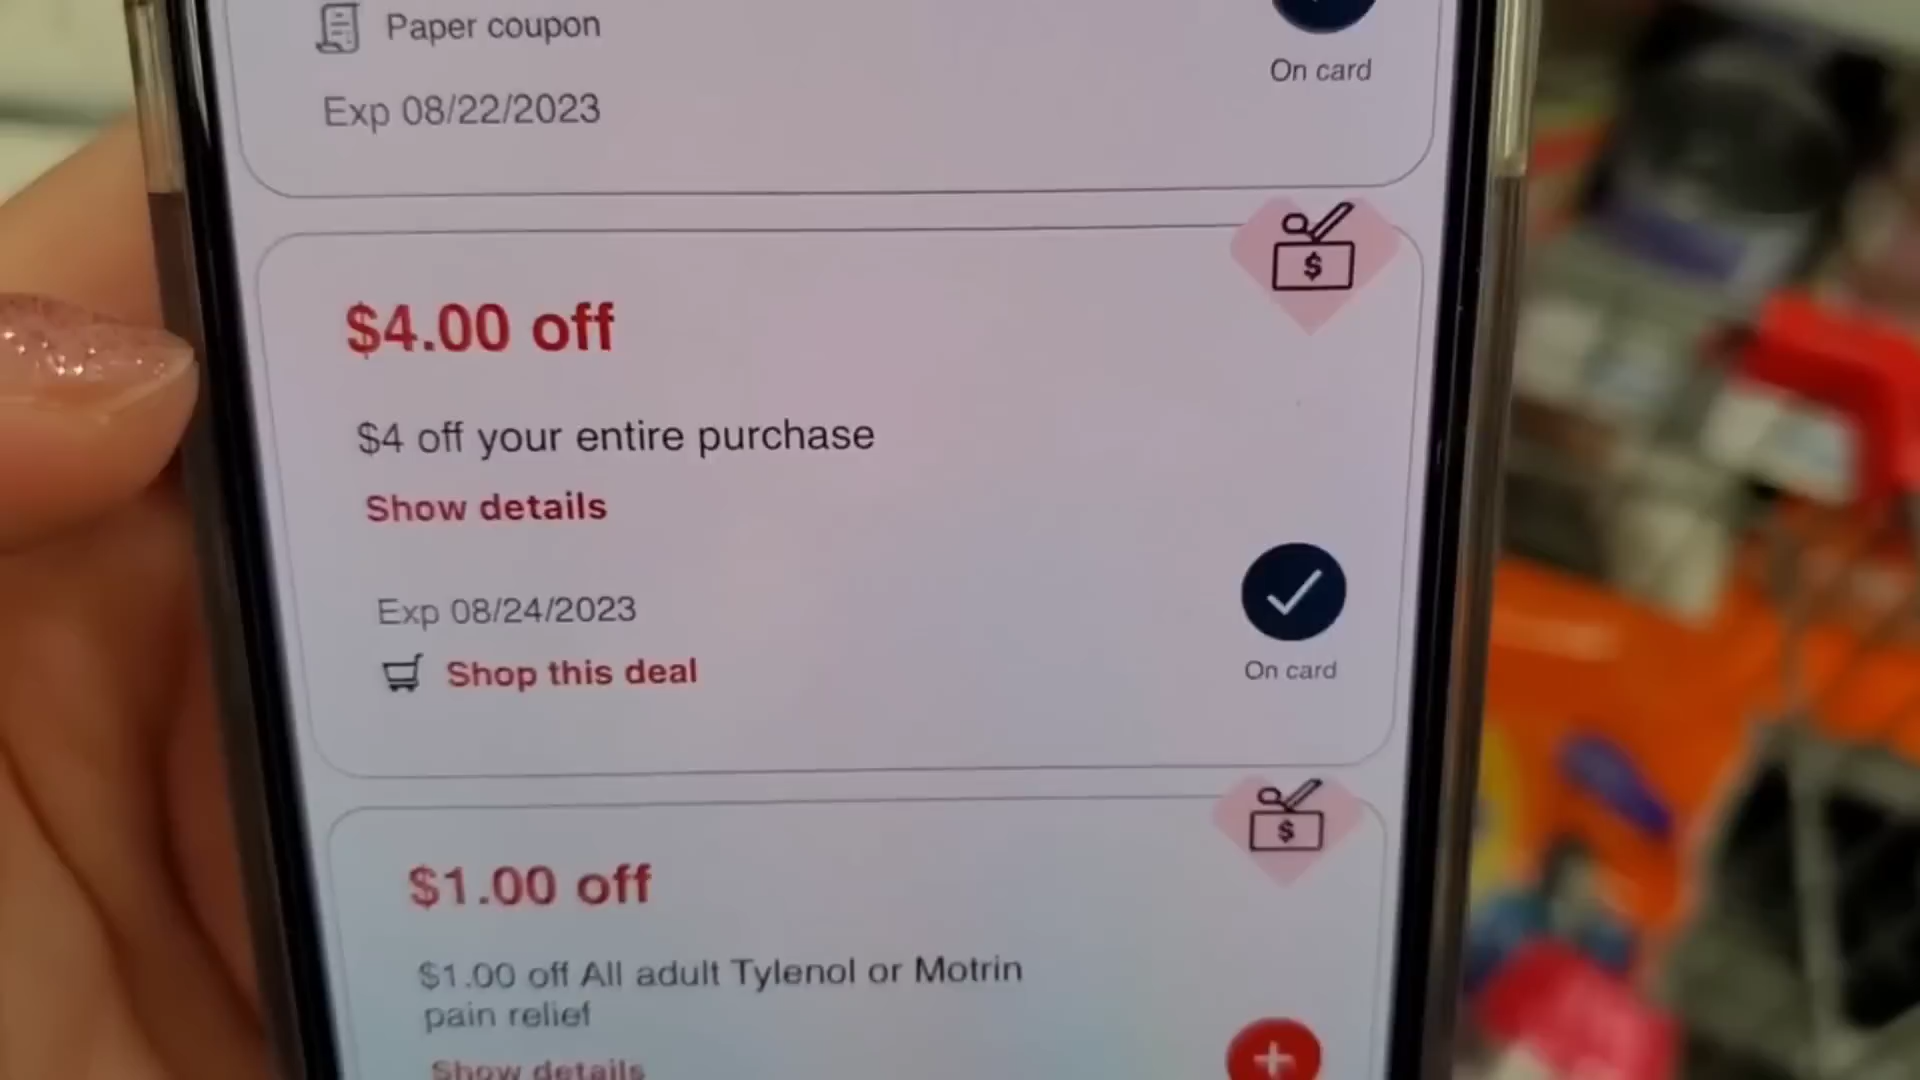 Paper coupon
On card
Exp 08/22/2023
$
$4.00 off
$4 off your entire purchase
Show details
Exp 08/24/2023
Shop this deal
On card
$
$1.00 off
$1.00 off All adult Tylenol or Motrin
pain relief
Show details